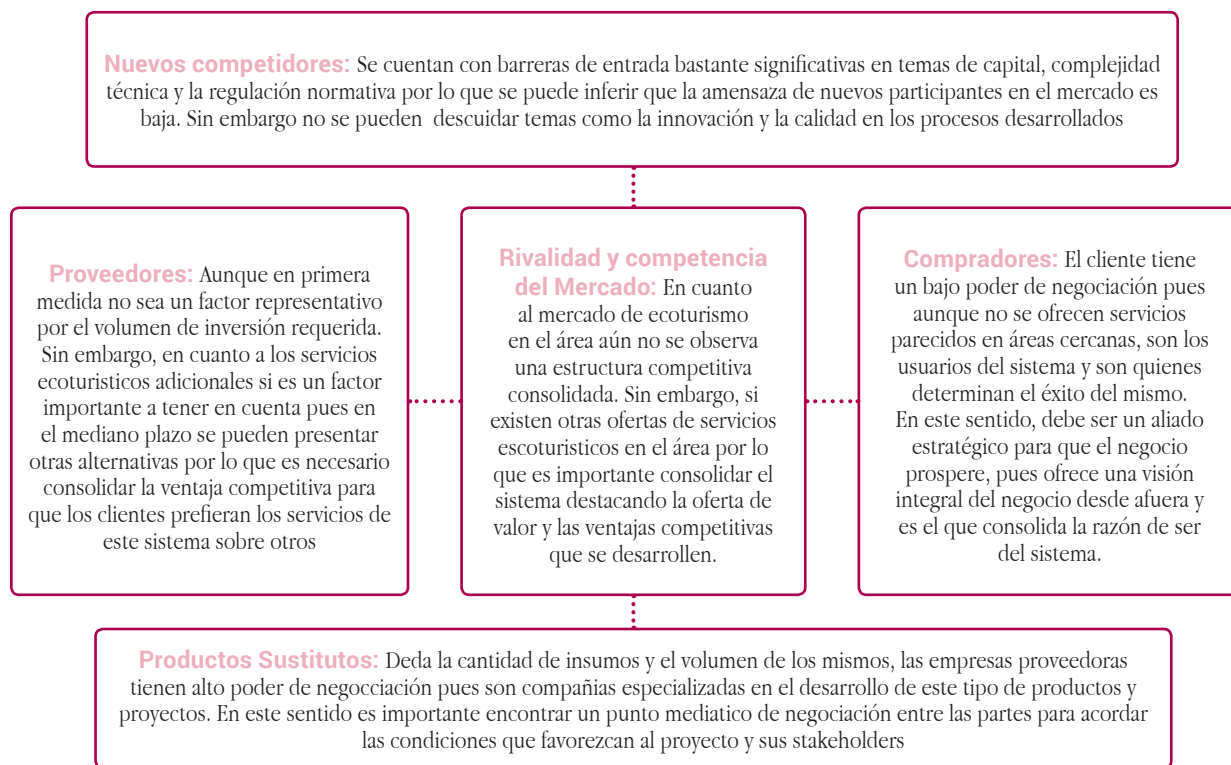 Nuevos competidores: Se cuentan con barreras de entrada bastante significativas en temas de capital, complejidad
técnica y la regulación normativa por lo que se puede inferir que la amensaza de nuevos participantes en el mercado es
baja. Sin embargo no se pueden descuidar temas como la innovación y la calidad en los procesos desarrollados
Proveedores: Aunque en primera
medida no sea un factor representativo
por el volumen de inversión requerida.
Sin embargo, en cuanto a los servicios
ecoturisticos adicionales si es un factor
importante a tener en cuenta pues en
el mediano plazo se pueden presentar
otras alternativas por lo que es necesario
consolidar la ventaja competitiva para
que los clientes prefieran los servicios de
este sistema sobre otros
Rivalidad y competencia
del Mercado: En cuanto
al mercado de ecoturismo
en el área aún no se observa
una estructura competitiva
consolidada. Sin embargo, si
existen otras ofertas de servicios
escoturisticos en el área por lo
que es importante consolidar el
sistema destacando la oferta de
valor y las ventajas competitivas
que se desarrollen.
Compradores: El cliente tiene
un bajo poder de negociación pues
aunque no se ofrecen servicios
parecidos en áreas cercanas, son los
usuarios del sistema y son quienes
determinan el éxito del mismo.
En este sentido, debe ser un aliado
estratégico para que el negocio
prospere, pues ofrece una visión
integral del negocio desde afuera y
es el que consolida la razón de ser
del sistema.
Productos Sustitutos: Deda la cantidad de insumos y el volumen de los mismos, las empresas proveedoras
tienen alto poder de negocciación pues son compañias especializadas en el desarrollo de este tipo de productos y
proyectos. En este sentido es importante encontrar un punto mediatico de negociación entre las partes para acordar
las condiciones que favorezcan al proyecto y sus stakeholders